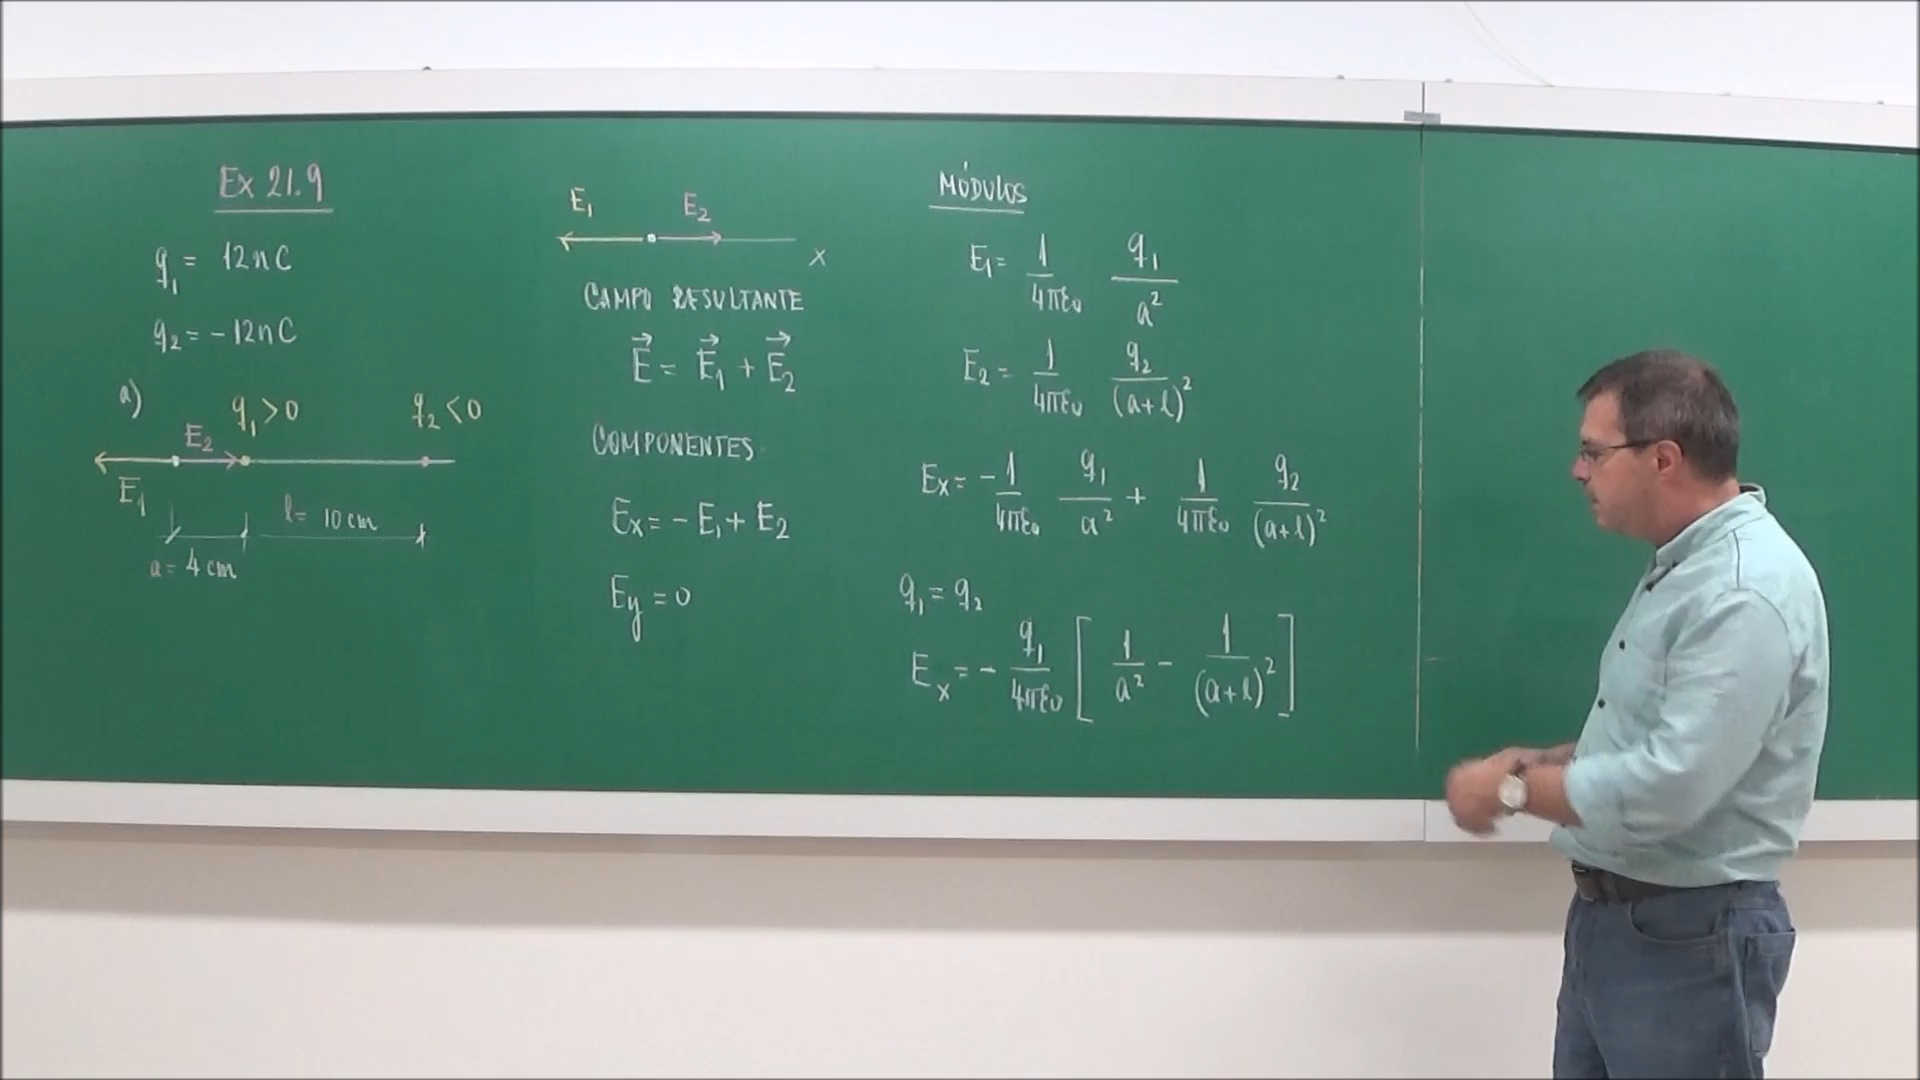 Ex 21.9
q₁ = 12nC
q₂ = -12nC
a)
q₁ > 0 q₂ < 0
E₂
E₁
l = 10 cm
a = 4 cm
E₁ E₂
x
CAMPO RESULTANTE
E⃗ = E⃗₁ + E⃗₂
COMPONENTES
Ex = - E₁ + E₂
Ey = 0
MÓDULOS
E₁ = 1/4πε₀ q₁/a²
E₂ = 1/4πε₀ q₂/(a+l)²
Ex = - 1/4πε₀ q₁/a² + 1/4πε₀ q₂/(a+l)²
q₁ = q₂
Ex = - q₁/4πε₀ [ 1/a² - 1/(a+l)² ]